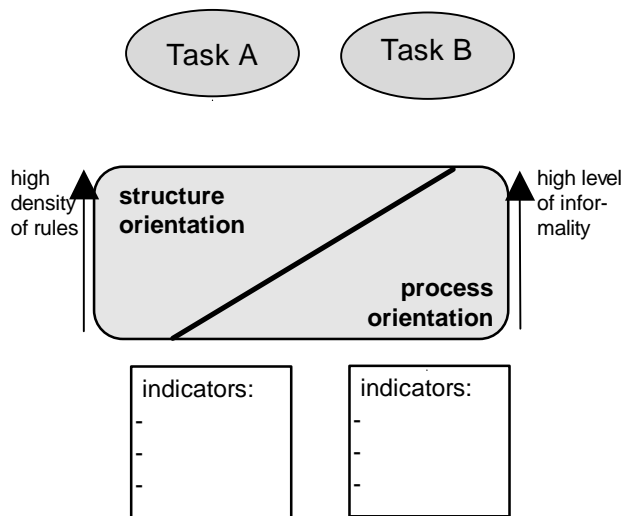 Task A
Task B
high
density
of rules
structure
orientation
high level
of infor-
mality
process
orientation
indicators:
-
-
-
indicators:
-
-
-